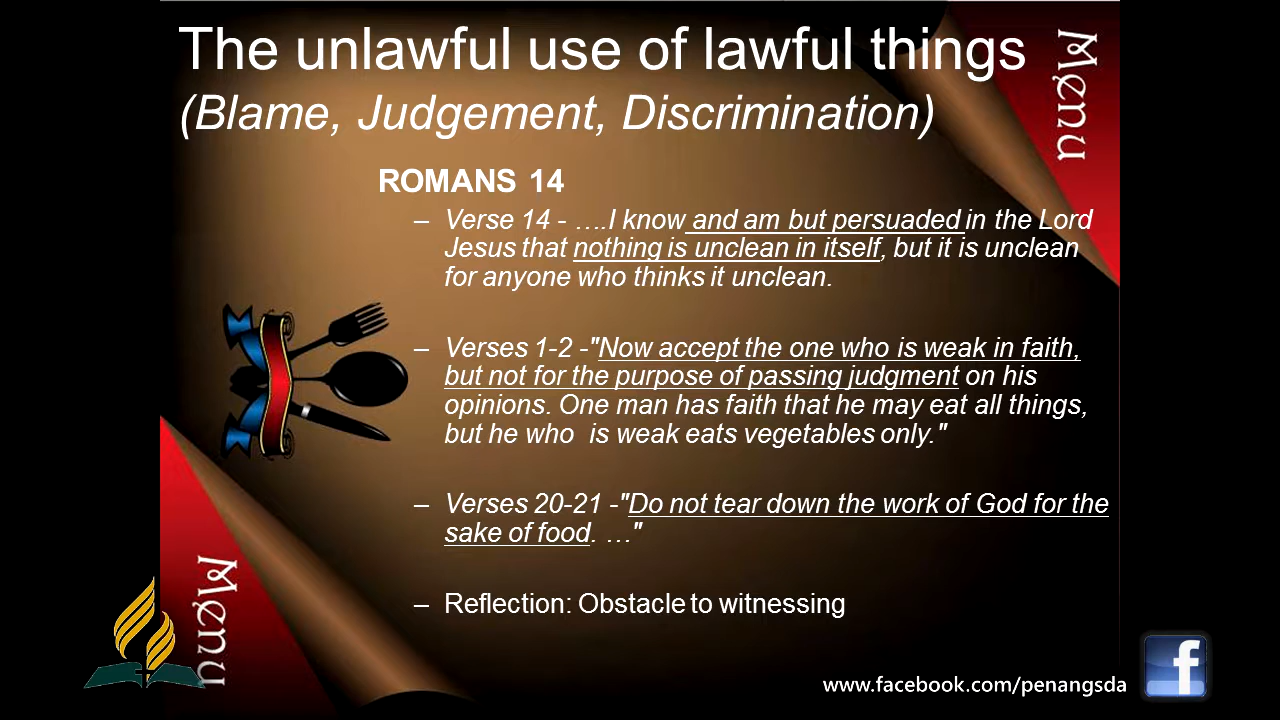 The unlawful use of lawful things
(Blame, Judgement, Discrimination)
Menu
ROMANS 14
– Verse 14 - ….I know and am but persuaded in the Lord
Jesus that nothing is unclean in itself, but it is unclean
for anyone who thinks it unclean.
– Verses 1-2 -"Now accept the one who is weak in faith,
but not for the purpose of passing judgment on his
opinions. One man has faith that he may eat all things,
but he who  is weak eats vegetables only."
– Verses 20-21 -"Do not tear down the work of God for the
sake of food. …"
– Reflection: Obstacle to witnessing
Menu
www.facebook.com/penangsda
f